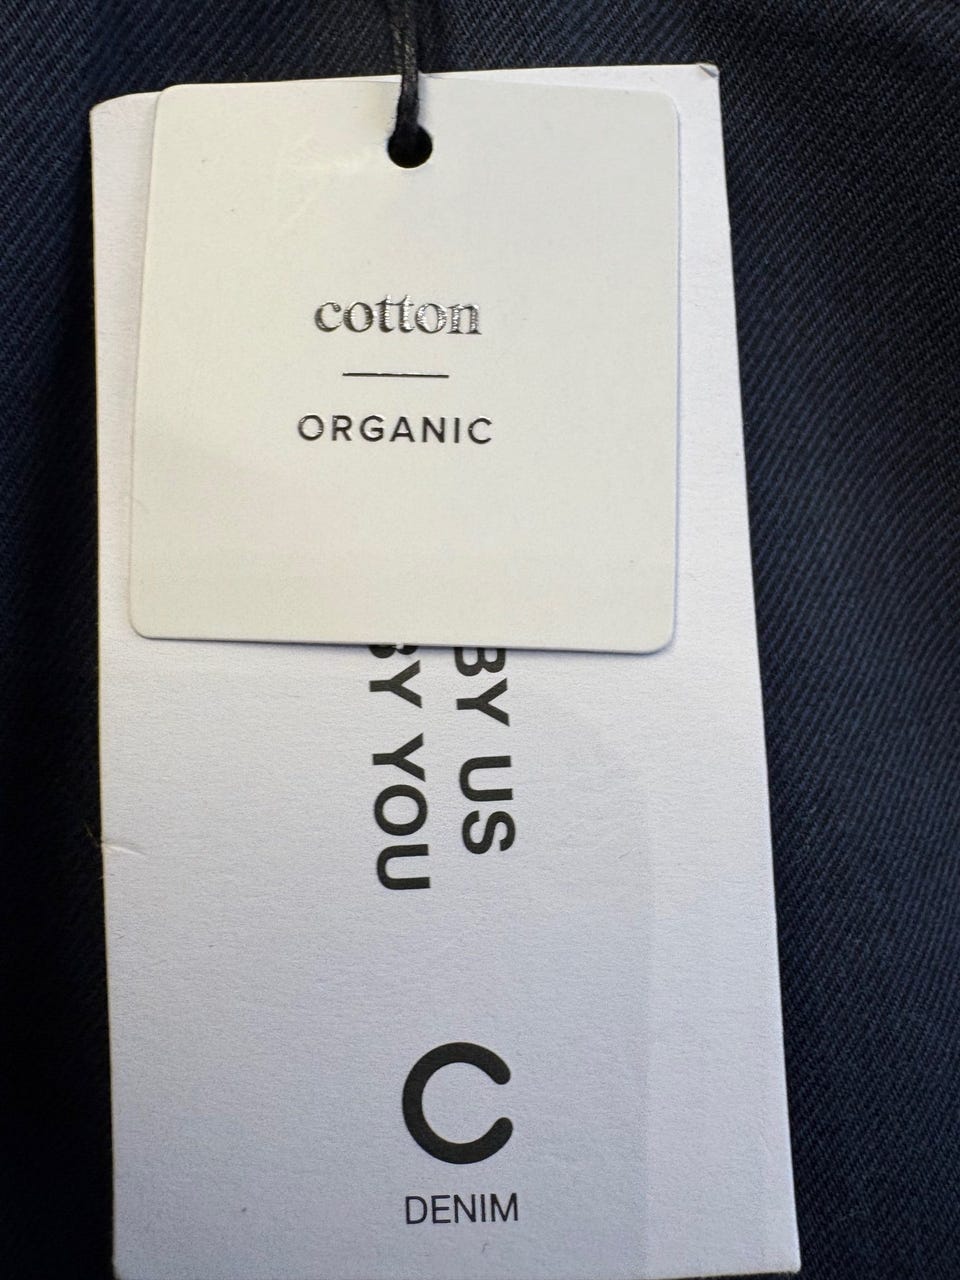 cotton
ORGANIC
BY US
BY YOU
C
DENIM